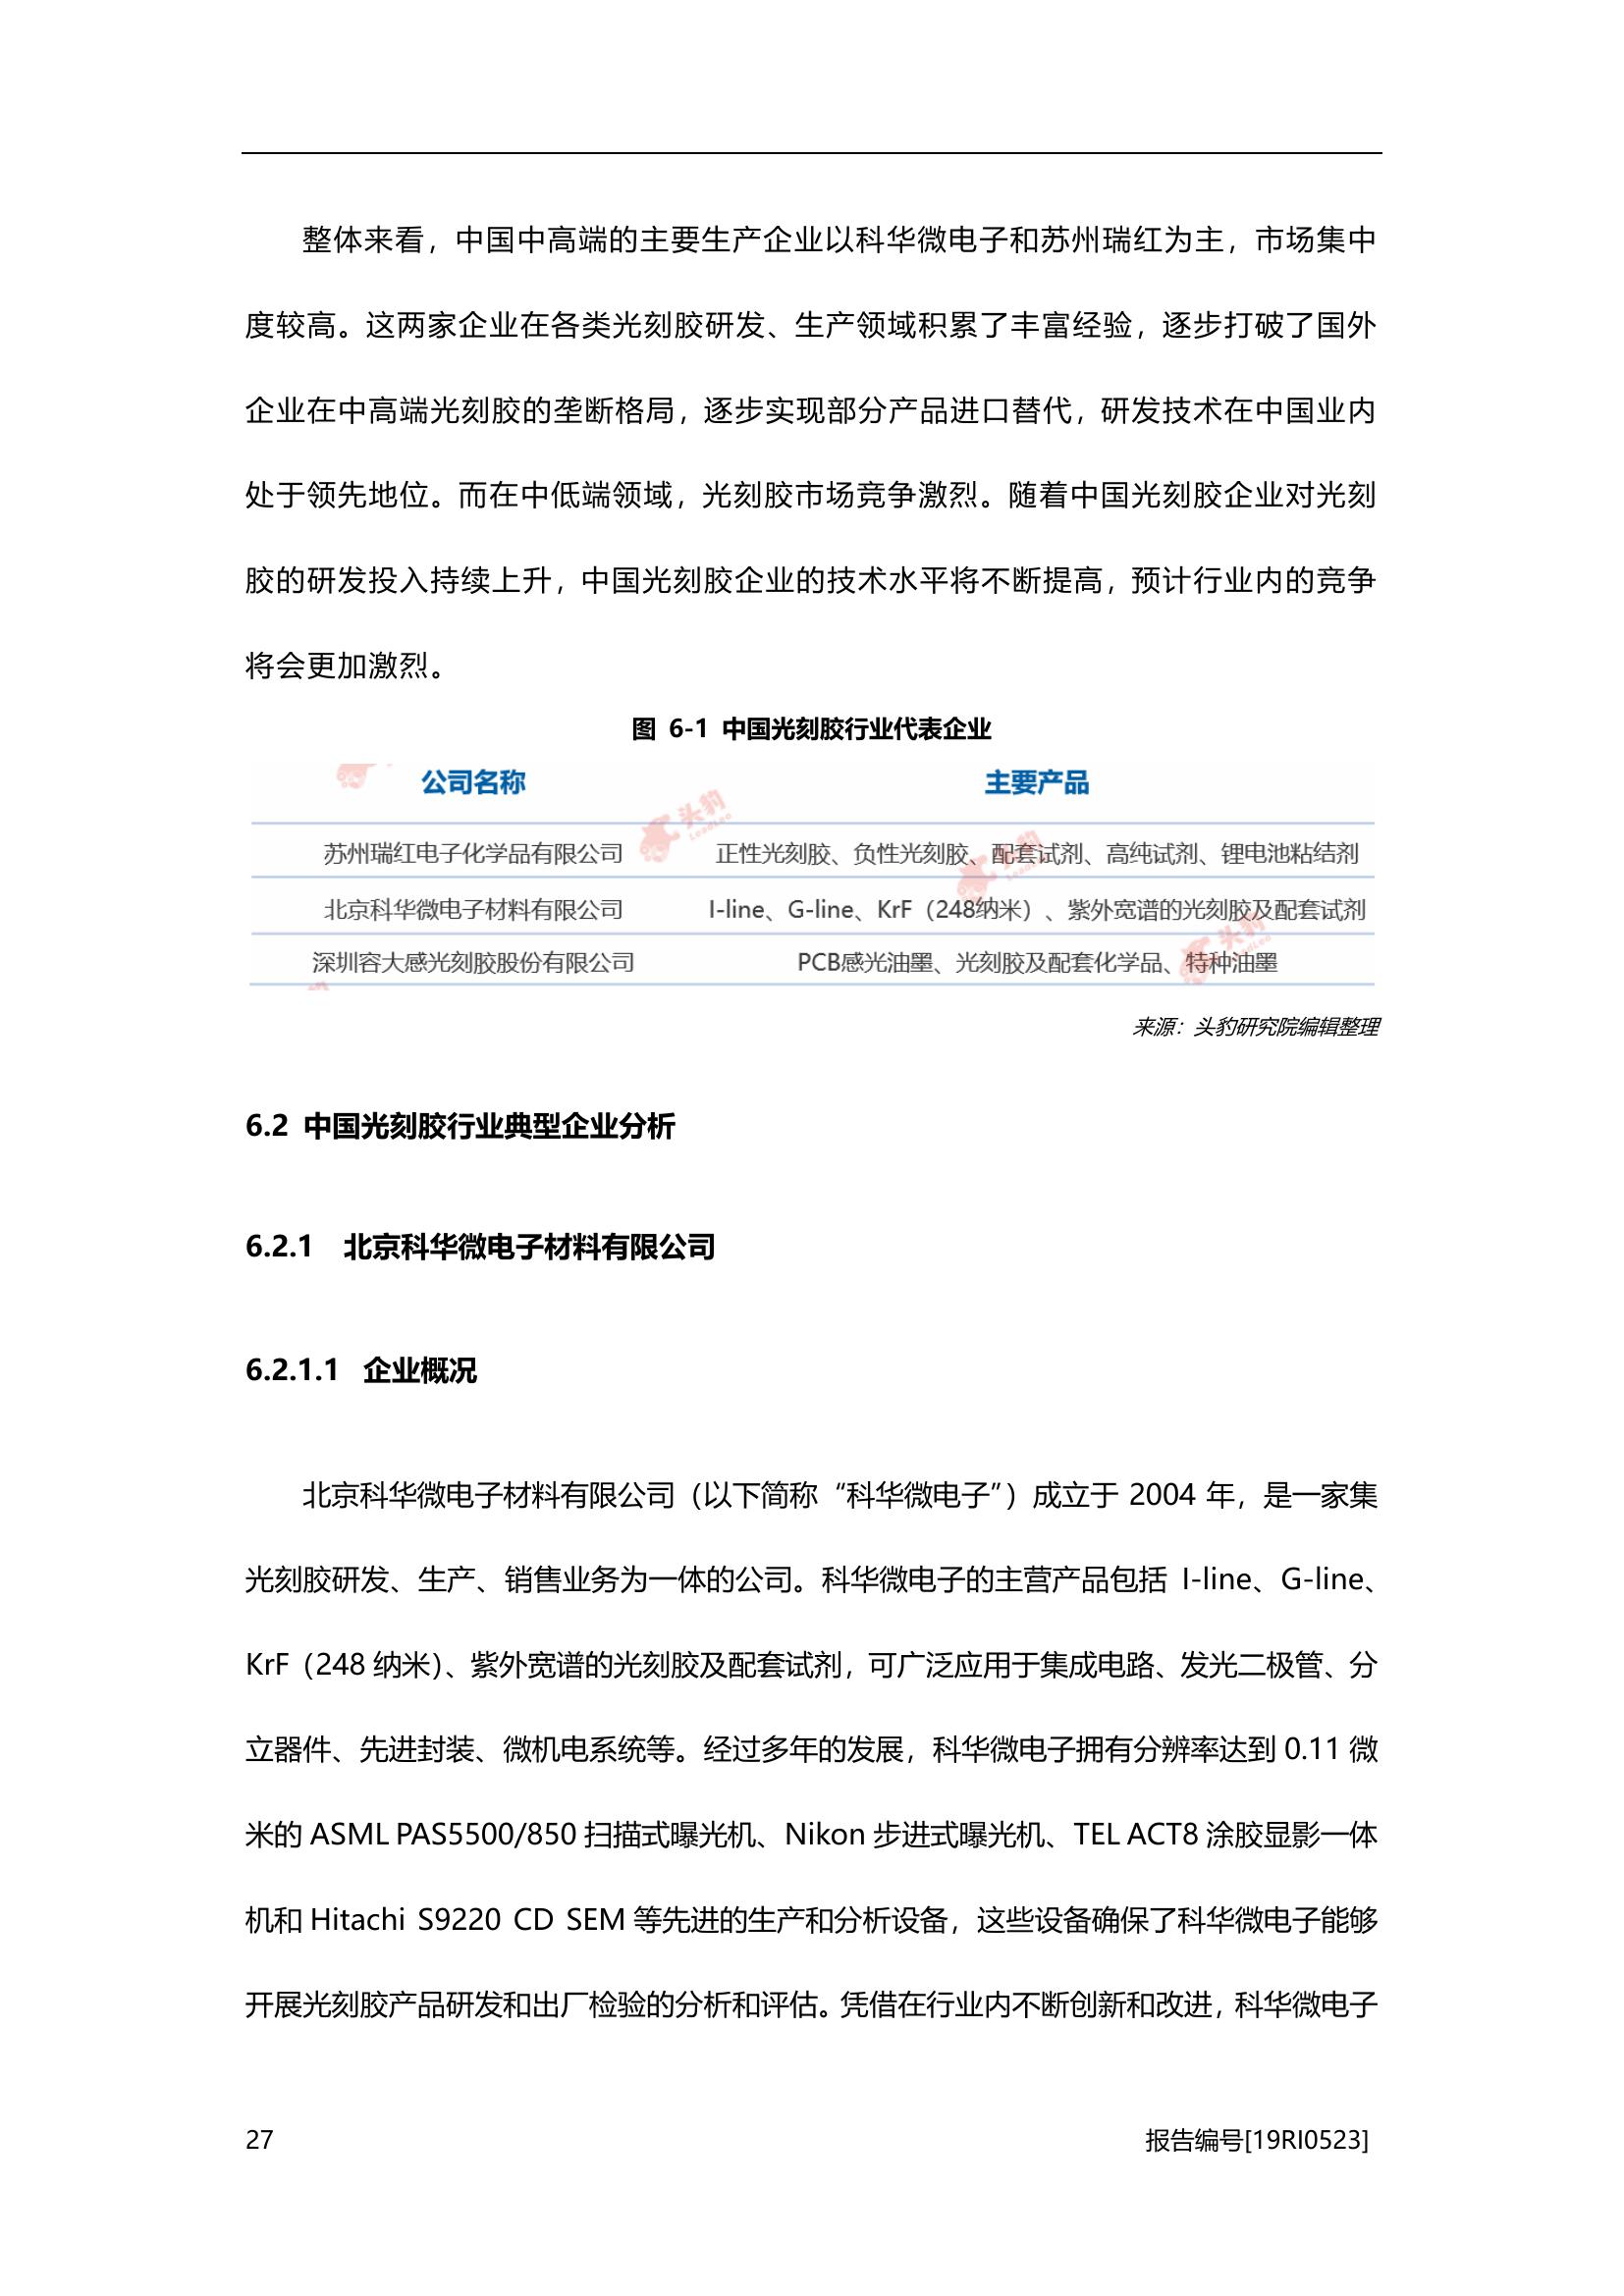 整体来看，中国中高端的主要生产企业以科华微电子和苏州瑞红为主，市场集中
度较高。这两家企业在各类光刻胶研发、生产领域积累了丰富经验，逐步打破了国外
企业在中高端光刻胶的垄断格局，逐步实现部分产品进口替代，研发技术在中国业内
处于领先地位。而在中低端领域，光刻胶市场竞争激烈。随着中国光刻胶企业对光刻
胶的研发投入持续上升，中国光刻胶企业的技术水平将不断提高，预计行业内的竞争
将会更加激烈。
图 6-1 中国光刻胶行业代表企业
公司名称 主要产品
苏州瑞红电子化学品有限公司 正性光刻胶、负性光刻胶、配套试剂、高纯试剂、锂电池粘结剂
北京科华微电子材料有限公司 I-line、G-line、KrF（248纳米）、紫外宽谱的光刻胶及配套试剂
深圳容大感光刻胶股份有限公司 PCB感光油墨、光刻胶及配套化学品、特种油墨
头豹 LeadLeo
头豹 LeadLeo
头豹 LeadLeo
来源：头豹研究院编辑整理
6.2 中国光刻胶行业典型企业分析
6.2.1 北京科华微电子材料有限公司
6.2.1.1 企业概况
北京科华微电子材料有限公司（以下简称“科华微电子”）成立于 2004 年，是一家集
光刻胶研发、生产、销售业务为一体的公司。科华微电子的主营产品包括 I-line、G-line、
KrF（248 纳米）、紫外宽谱的光刻胶及配套试剂，可广泛应用于集成电路、发光二极管、分
立器件、先进封装、微机电系统等。经过多年的发展，科华微电子拥有分辨率达到 0.11 微
米的 ASML PAS5500/850 扫描式曝光机、Nikon 步进式曝光机、TEL ACT8 涂胶显影一体
机和 Hitachi S9220 CD SEM 等先进的生产和分析设备，这些设备确保了科华微电子能够
开展光刻胶产品研发和出厂检验的分析和评估。凭借在行业内不断创新和改进，科华微电子
27 报告编号[19RI0523]